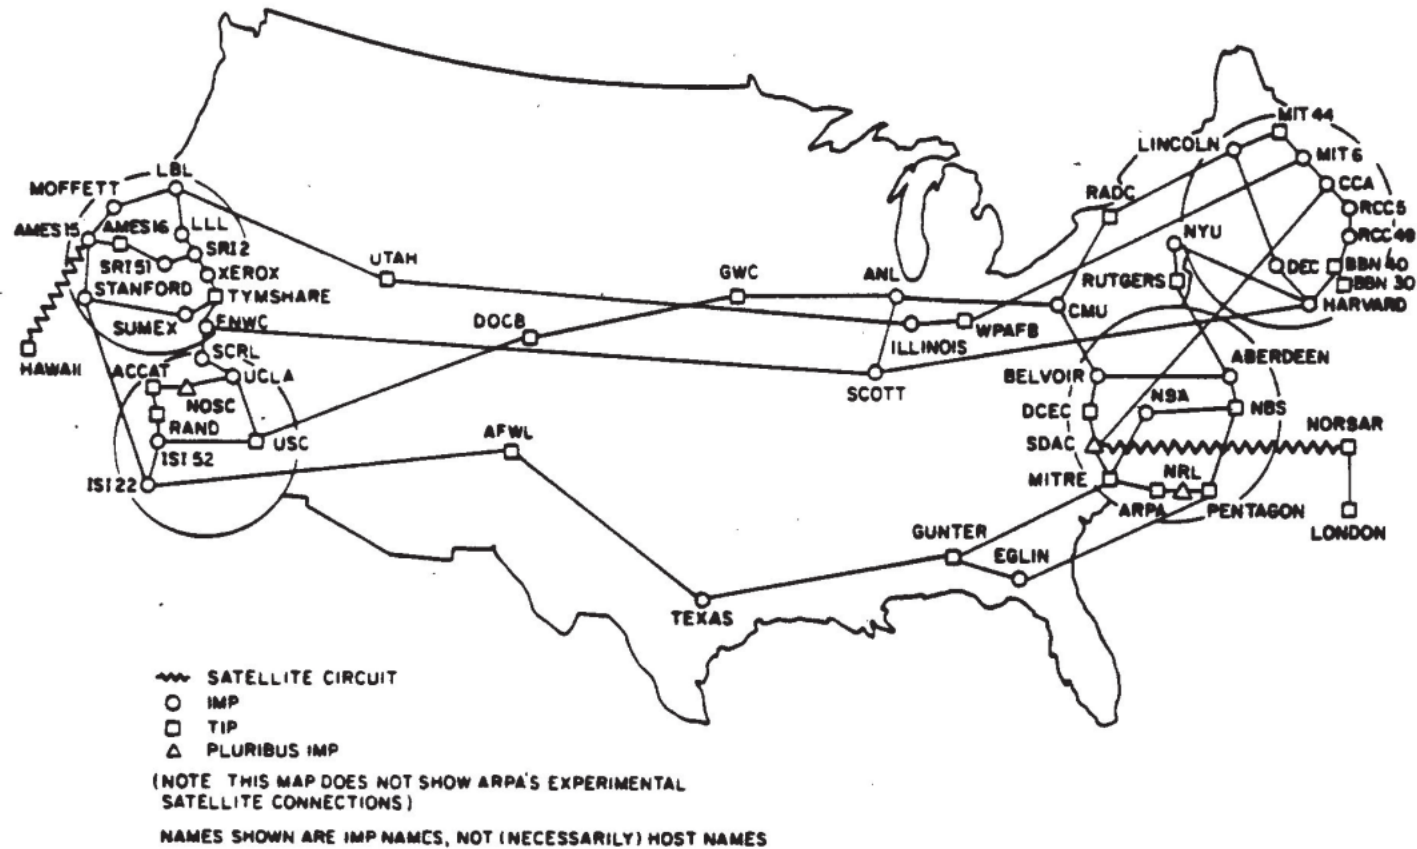 MIT 44
LINCOLN
MIT 6
CCA
RCC 5
RCC 49
BBN 40
BBN 30
HARVARD
DEC
NYU
RUTGERS
RADC
LBL
MOFFETT
AMES 15
AMES16
LLL
SRI 2
SRI 51
XEROX
STANFORD
TYMSHARE
SUMEX
FNWC
HAWAII
SCRL
ACCAT
UCLA
NOSC
RAND
USC
ISI 52
ISI 22
UTAH
DOCB
GWC
ANL
CMU
WPAFB
ILLINOIS
SCOTT
AFWL
TEXAS
GUNTER
EGLIN
ABERDEEN
BELVOIR
NSA
NBS
DCEC
SDAC
NORSAR
MITRE
NRL
ARPA
PENTAGON
LONDON
SATELLITE CIRCUIT
IMP
TIP
PLURIBUS IMP
(NOTE THIS MAP DOES NOT SHOW ARPA'S EXPERIMENTAL
SATELLITE CONNECTIONS)
NAMES SHOWN ARE IMP NAMES, NOT (NECESSARILY) HOST NAMES